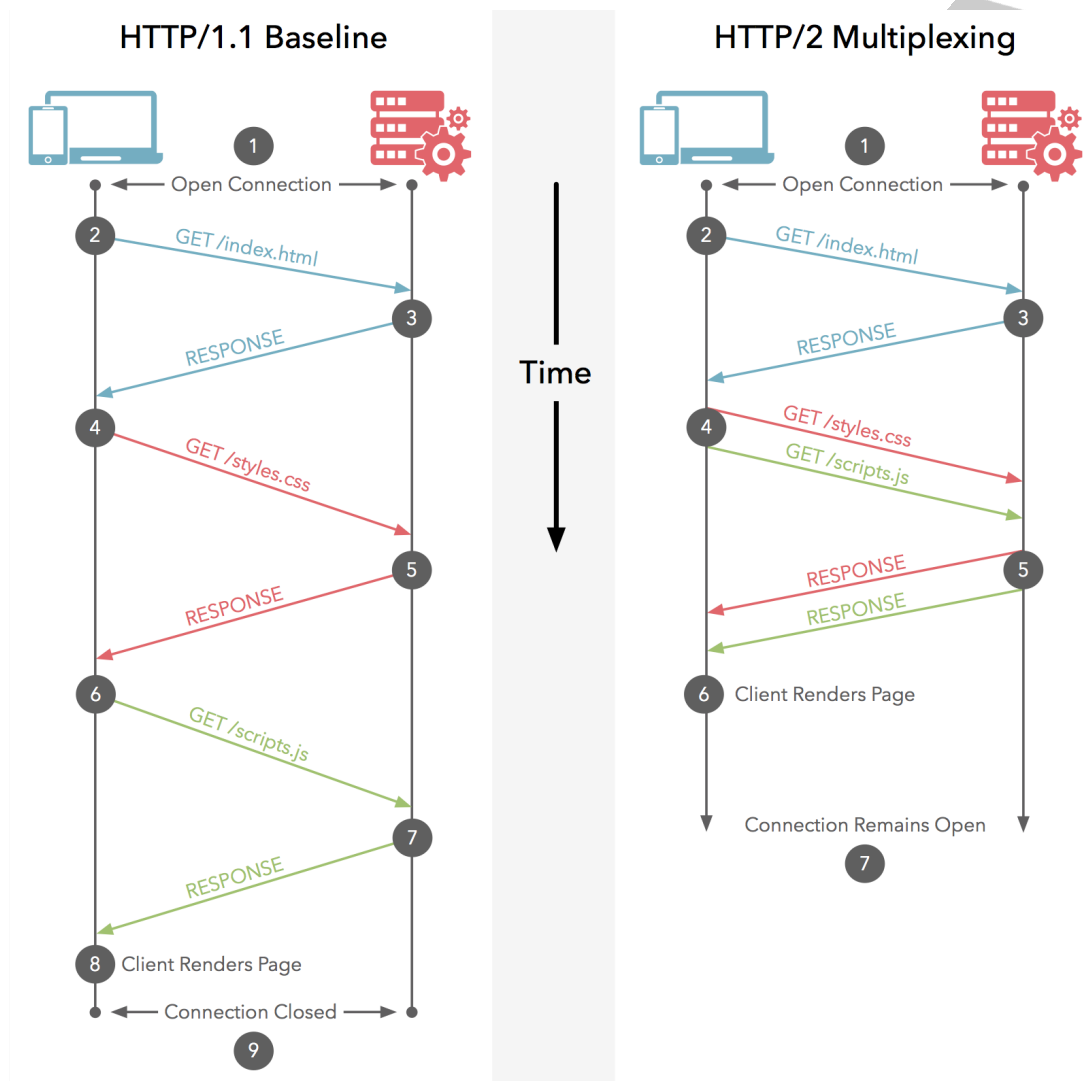 HTTP/1.1 Baseline
1
Open Connection
2
GET /index.html
3
RESPONSE
4
GET /styles.css
5
RESPONSE
6
GET /scripts.js
7
RESPONSE
8 Client Renders Page
Connection Closed
9
Time
HTTP/2 Multiplexing
1
Open Connection
2
GET /index.html
3
RESPONSE
4
GET /styles.css
GET /scripts.js
5
RESPONSE
RESPONSE
6 Client Renders Page
Connection Remains Open
7